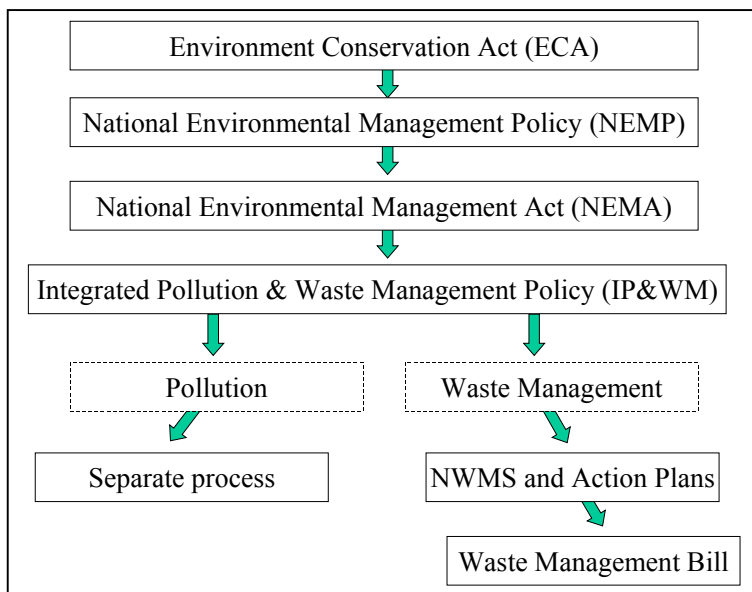 Environment Conservation Act (ECA)
National Environmental Management Policy (NEMP)
National Environmental Management Act (NEMA)
Integrated Pollution & Waste Management Policy (IP&WM)
Pollution
Waste Management
Separate process
NWMS and Action Plans
Waste Management Bill